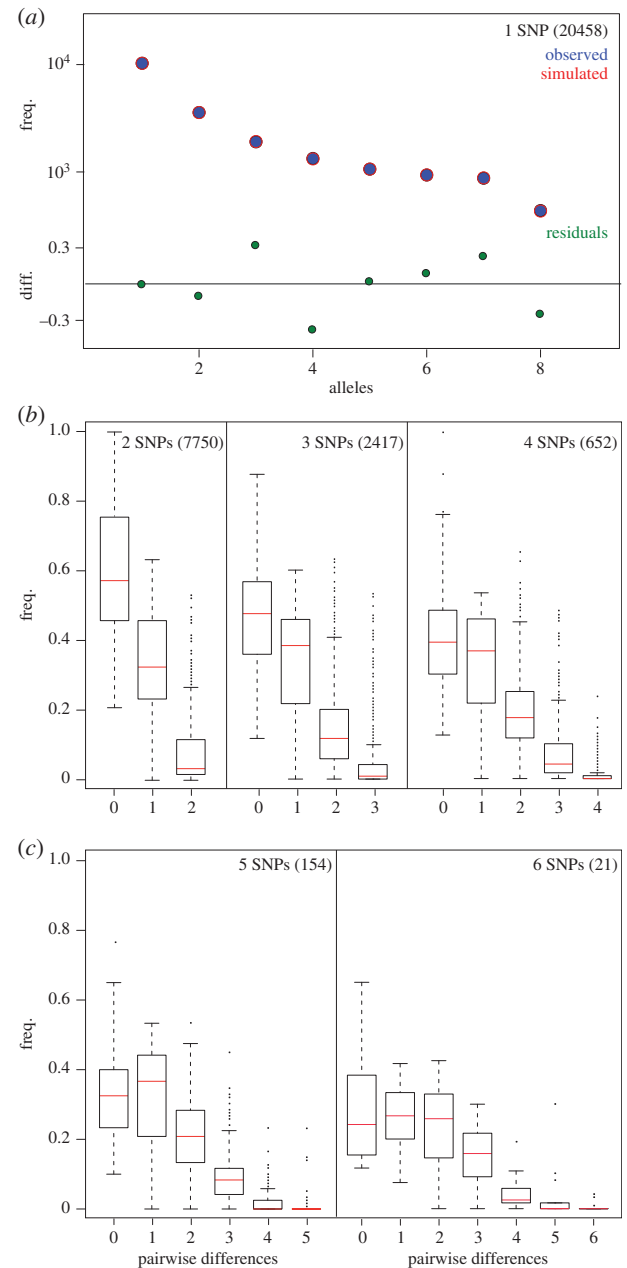 (a)
1 SNP (20458)
observed
simulated
10⁴
freq.
10³
residuals
0.3
diff.
–0.3
2 4 6 8
alleles
(b)
2 SNPs (7750) 3 SNPs (2417) 4 SNPs (652)
1.0
0.8
0.6
freq.
0.4
0.2
0
0 1 2 0 1 2 3 0 1 2 3 4
(c)
5 SNPs (154) 6 SNPs (21)
1.0
0.8
0.6
freq.
0.4
0.2
0
0 1 2 3 4 5 0 1 2 3 4 5 6
pairwise differences pairwise differences